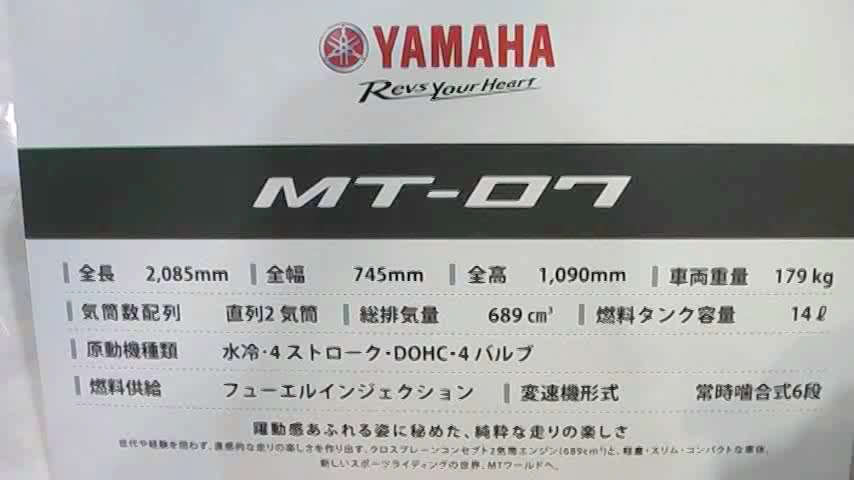 YAMAHA
Revs Your Heart
MT-07
全長 2,085mm 全幅 745mm 全高 1,090mm 車両重量 179kg
気筒数配列 直列2気筒 総排気量 689cm³ 燃料タンク容量 14ℓ
原動機種類 水冷・4ストローク・DOHC・4バルブ
燃料供給 フューエルインジェクション 変速機形式 常時噛合式6段
躍動感あふれる姿に秘めた、純粋な走りの楽しさ
世代や経験を問わず、直感的な走りの楽しさを作り出す、クロスプレーンコンセプト2気筒エンジン(689cm³)と、軽量・スリム・コンパクトな車体。
新しいスポーツライディングの世界、MTワールドへ。